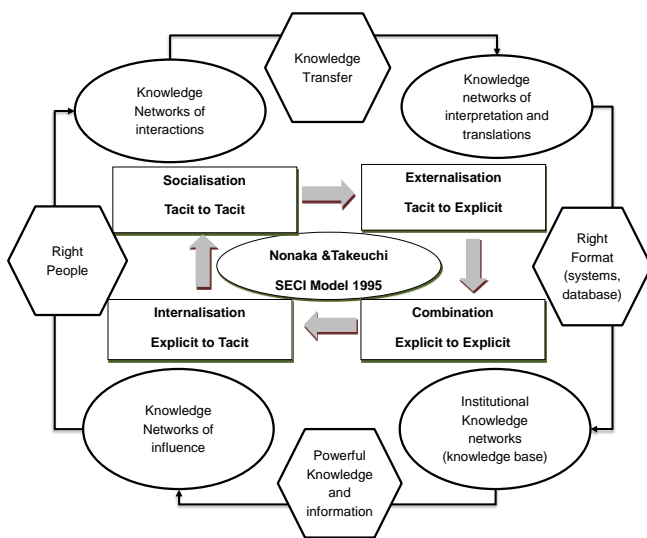 Knowledge
Transfer
Knowledge
Networks of
interactions
Knowledge
networks of
interpretation and
translations
Socialisation
Tacit to Tacit
Externalisation
Tacit to Explicit
Right
People
Nonaka &Takeuchi
SECI Model 1995
Right
Format
(systems,
database)
Internalisation
Explicit to Tacit
Combination
Explicit to Explicit
Knowledge
Networks of
influence
Institutional
Knowledge
networks
(knowledge base)
Powerful
Knowledge
and
information